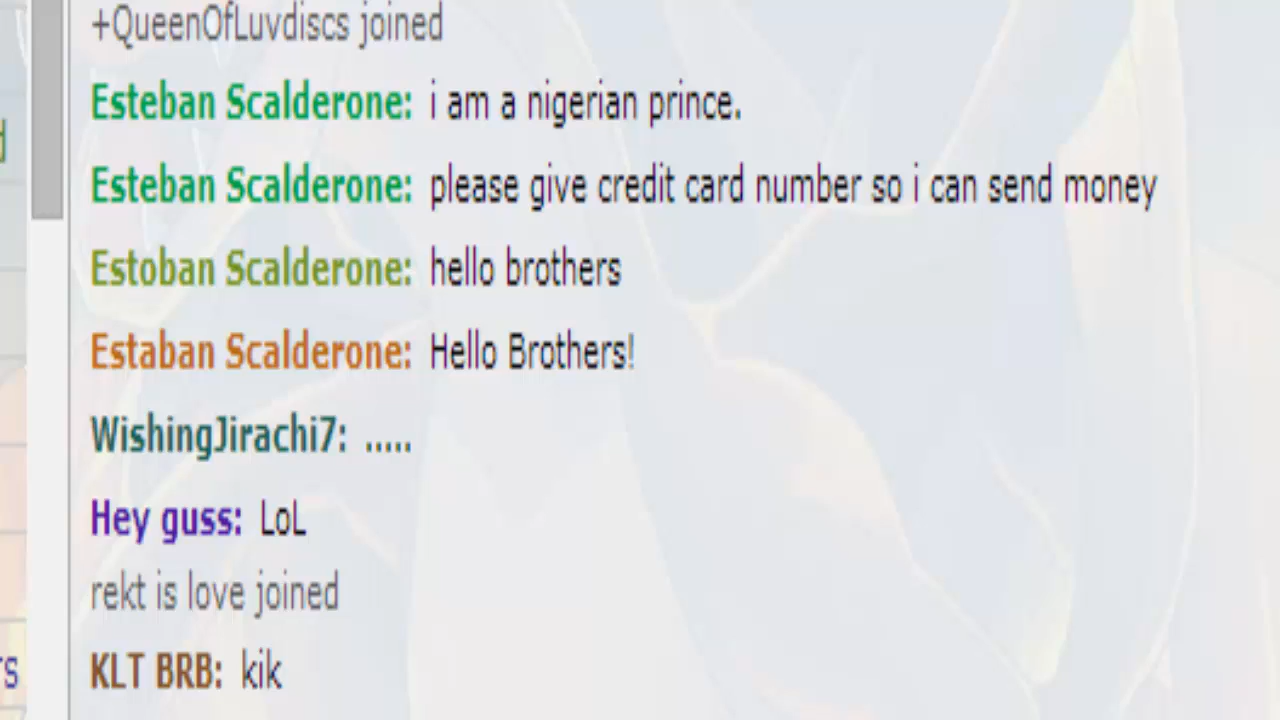 +QueenOfLuvdiscs joined
Esteban Scalderone: i am a nigerian prince.
Esteban Scalderone: please give credit card number so i can send money
Estoban Scalderone: hello brothers
Estaban Scalderone: Hello Brothers!
WishingJirachi7: .....
Hey guss: LoL
rekt is love joined
KLT BRB: kik